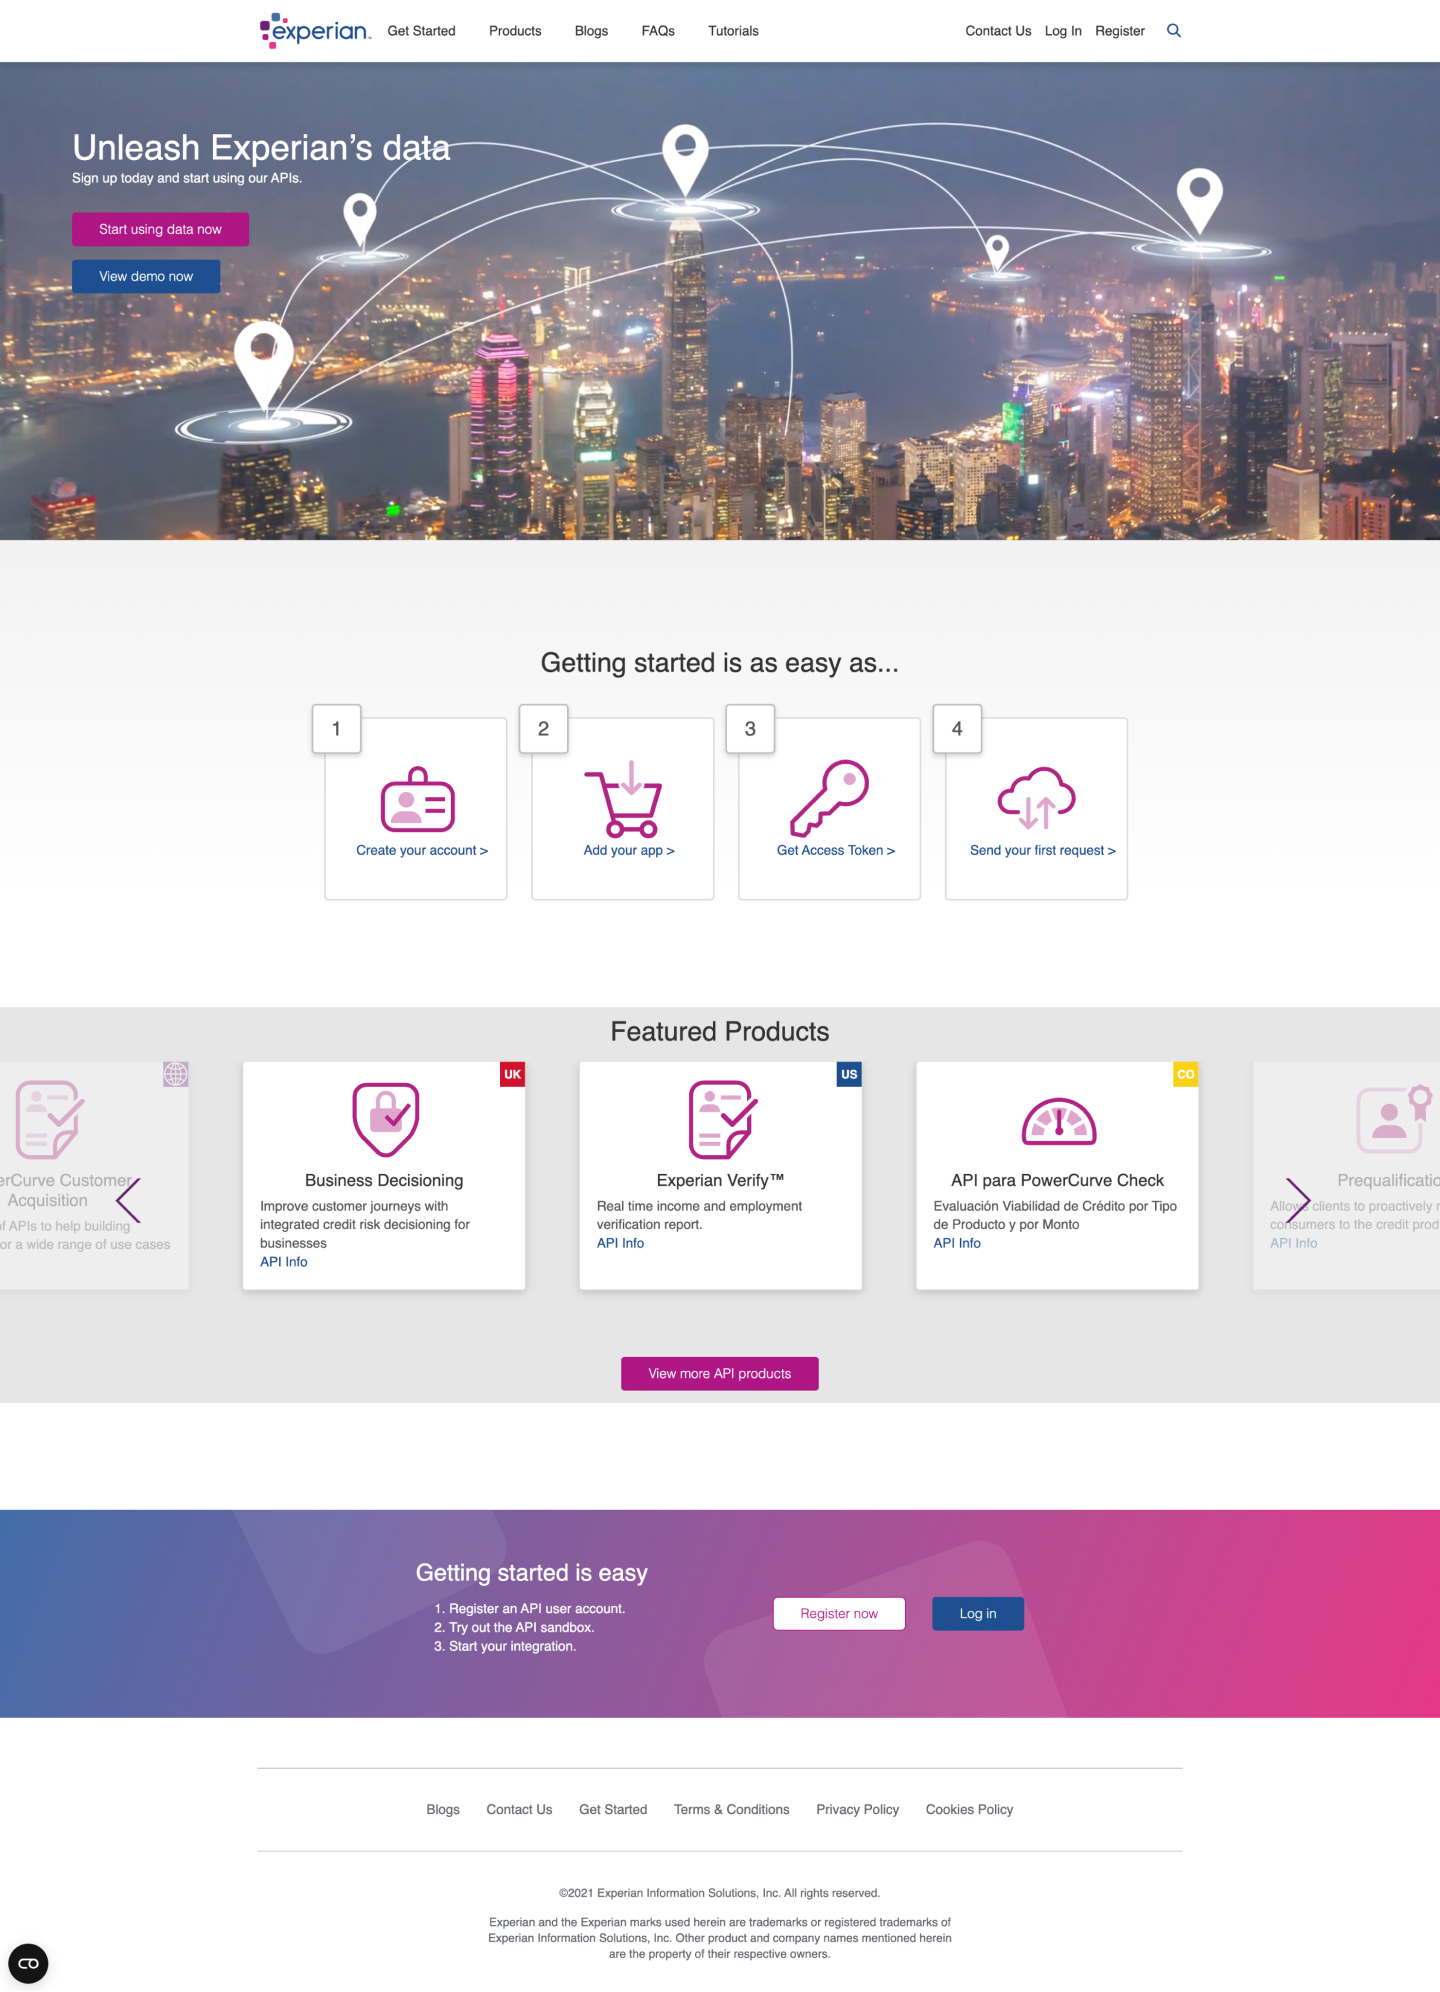 experian™
Get Started
Products
Blogs
FAQs
Tutorials
Contact Us
Log In
Register
Unleash Experian’s data
Sign up today and start using our APIs.
Start using data now
View demo now
Getting started is as easy as...
1
2
3
4
Create your account >
Add your app >
Get Access Token >
Send your first request >
Featured Products
erCurve Customer
Acquisition
of APIs to help building
or a wide range of use cases
UK
Business Decisioning
Improve customer journeys with
integrated credit risk decisioning for
businesses
API Info
US
Experian Verify™
Real time income and employment
verification report.
API Info
CO
API para PowerCurve Check
Evaluación Viabilidad de Crédito por Tipo
de Producto y por Monto
API Info
Prequalificatio
Allows clients to proactively
consumers to the credit prod
API Info
View more API products
Getting started is easy
1. Register an API user account.
2. Try out the API sandbox.
3. Start your integration.
Register now
Log in
Blogs
Contact Us
Get Started
Terms & Conditions
Privacy Policy
Cookies Policy
©2021 Experian Information Solutions, Inc. All rights reserved.
Experian and the Experian marks used herein are trademarks or registered trademarks of
Experian Information Solutions, Inc. Other product and company names mentioned herein
are the property of their respective owners.